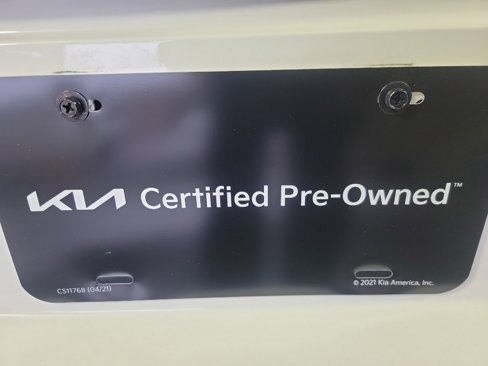 KIA Certified Pre-Owned™
CS11768 (04/21)
© 2021 Kia America, Inc.